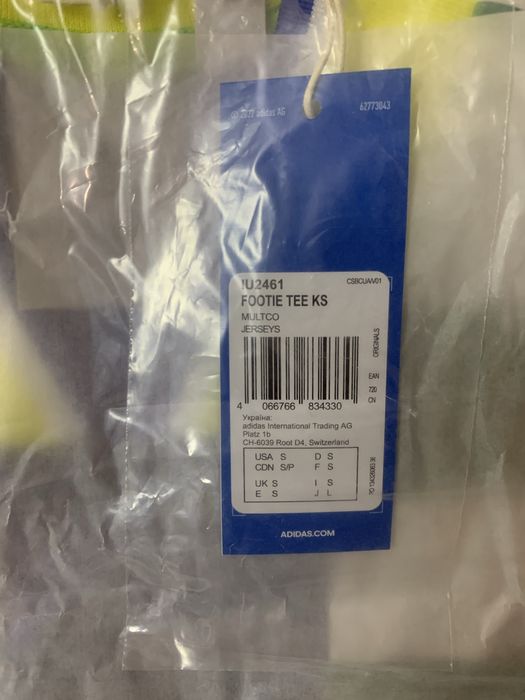 © 2022 adidas AG
62773043
IU2461
CSBCUAVV01
FOOTIE TEE KS
MULTCO
JERSEYS
ORIGINALS
EAN
720
CN
4 066766 834330
Україна:
adidas International Trading AG
Platz 1b
CH-6039 Root D4, Switzerland
USA S D S
CDN S/P F S
UK S I S
E S J L
ADIDAS.COM